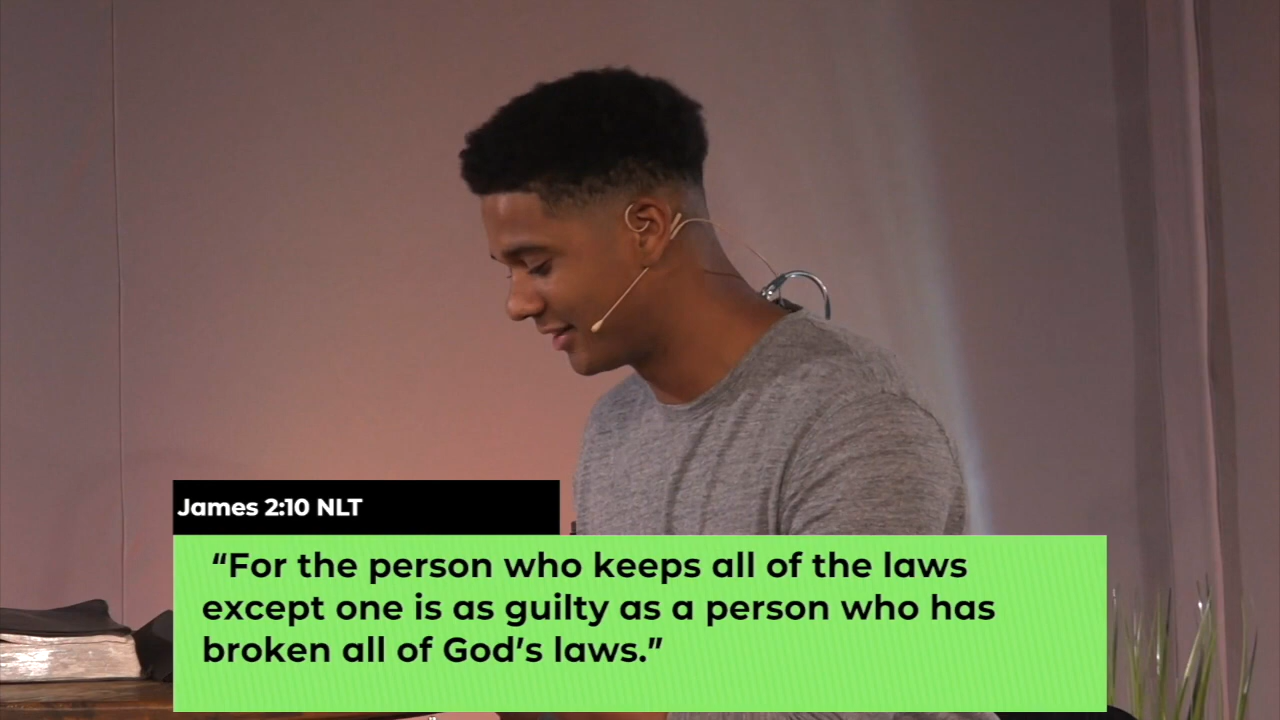 James 2:10 NLT
“For the person who keeps all of the laws
except one is as guilty as a person who has
broken all of God’s laws.”